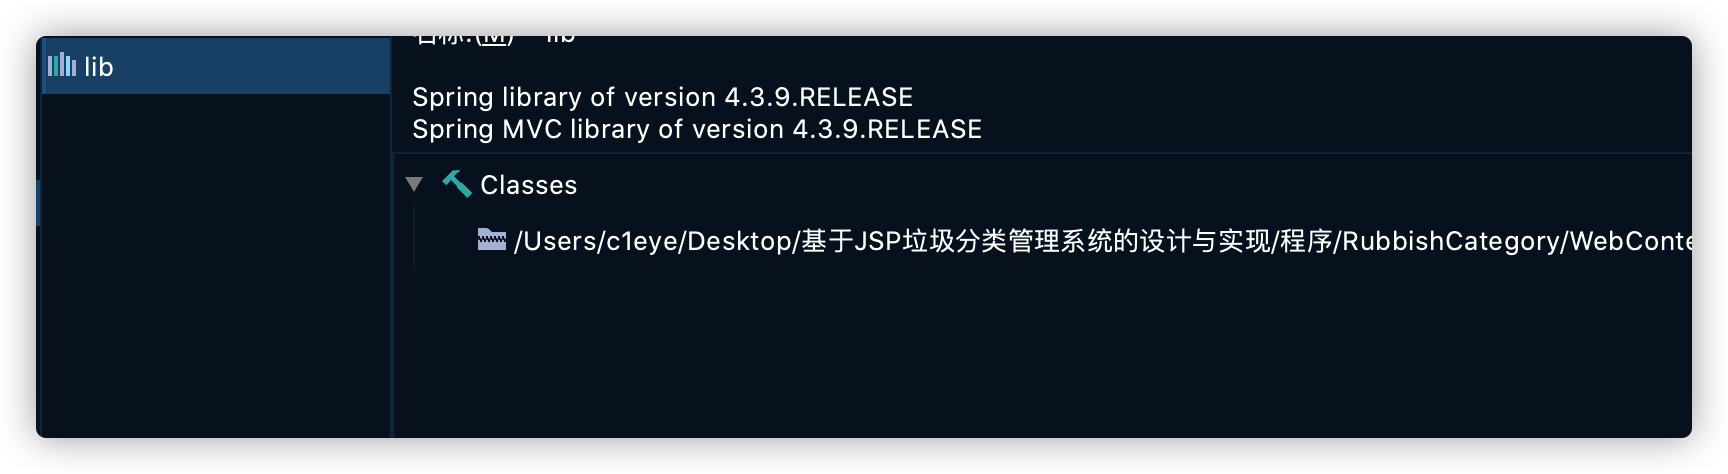 名称:(M) lib
lib
Spring library of version 4.3.9.RELEASE
Spring MVC library of version 4.3.9.RELEASE
Classes
/Users/c1eye/Desktop/基于JSP垃圾分类管理系统的设计与实现/程序/RubbishCategory/WebConte